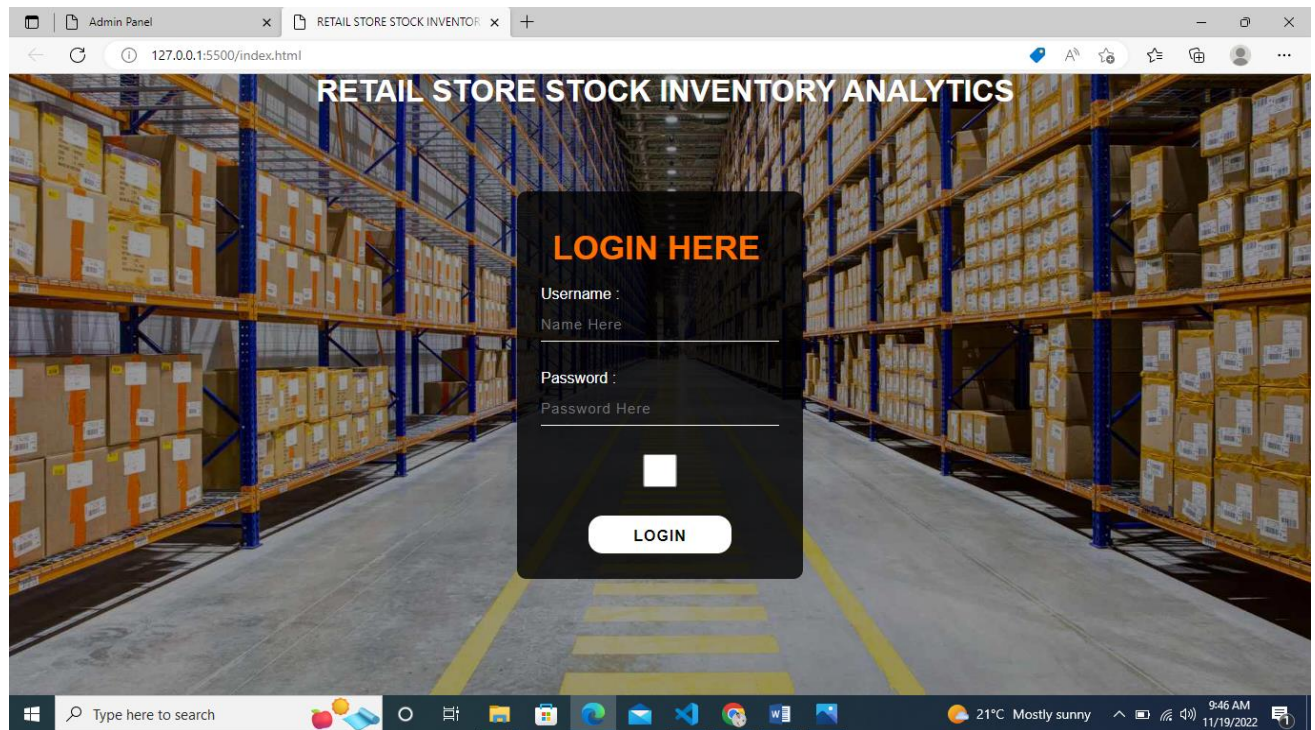 Admin Panel
RETAIL STORE STOCK INVENTOR
127.0.0.1:5500/index.html
RETAIL STORE STOCK INVENTORY ANALYTICS
LOGIN HERE
Username :
Name Here
Password :
Password Here
LOGIN
Type here to search
21°C Mostly sunny
9:46 AM
11/19/2022
1